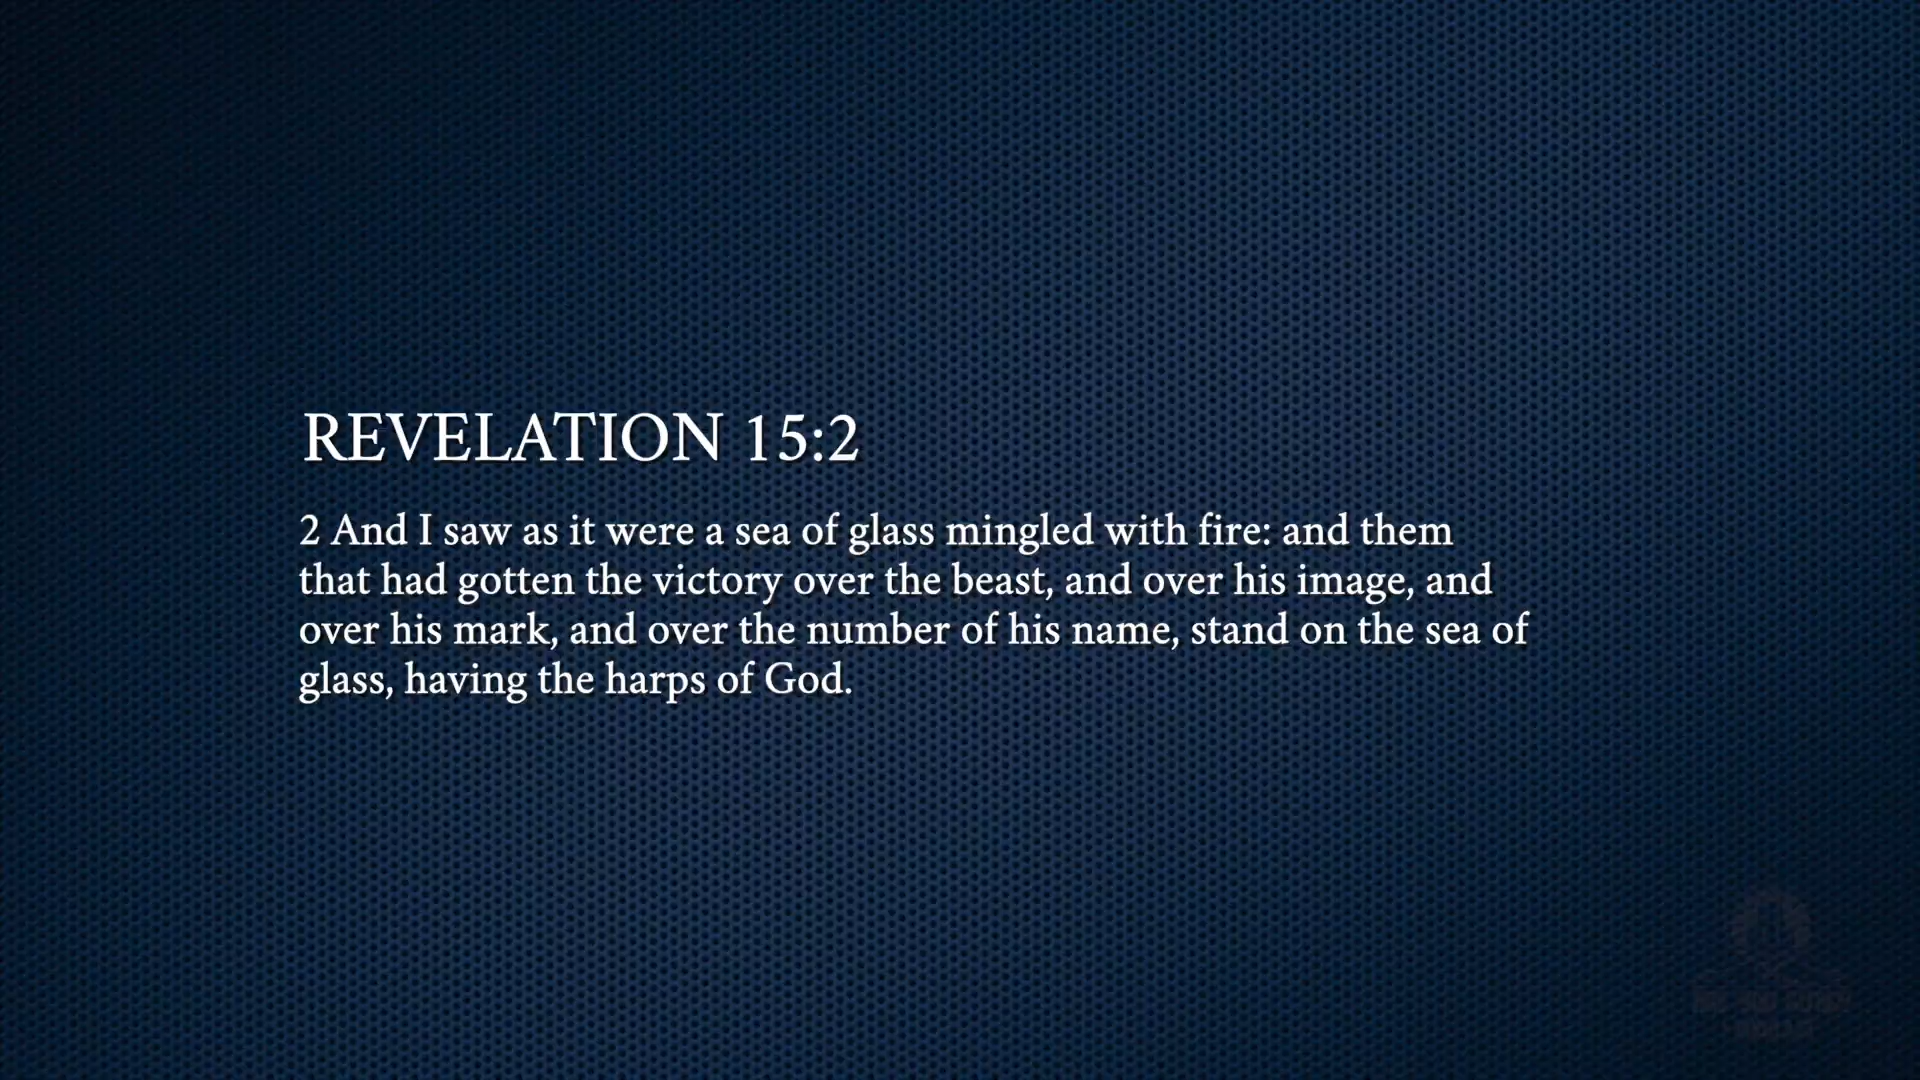 REVELATION 15:2
2 And I saw as it were a sea of glass mingled with fire: and them
that had gotten the victory over the beast, and over his image, and
over his mark, and over the number of his name, stand on the sea of
glass, having the harps of God.